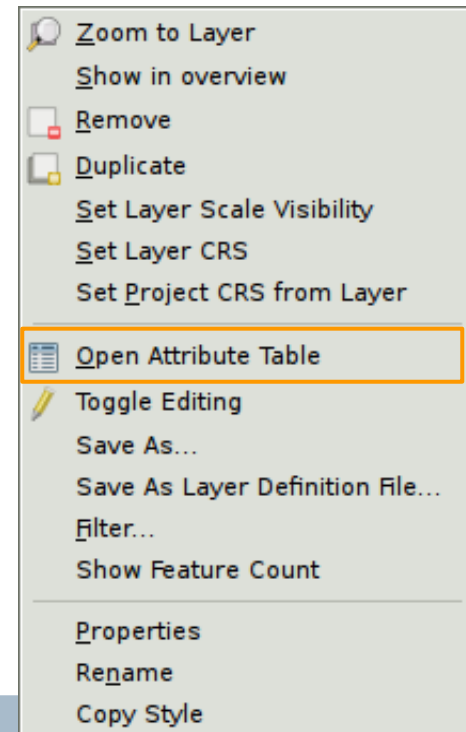 Zoom to Layer
Show in overview
Remove
Duplicate
Set Layer Scale Visibility
Set Layer CRS
Set Project CRS from Layer
Open Attribute Table
Toggle Editing
Save As...
Save As Layer Definition File...
Filter...
Show Feature Count
Properties
Rename
Copy Style